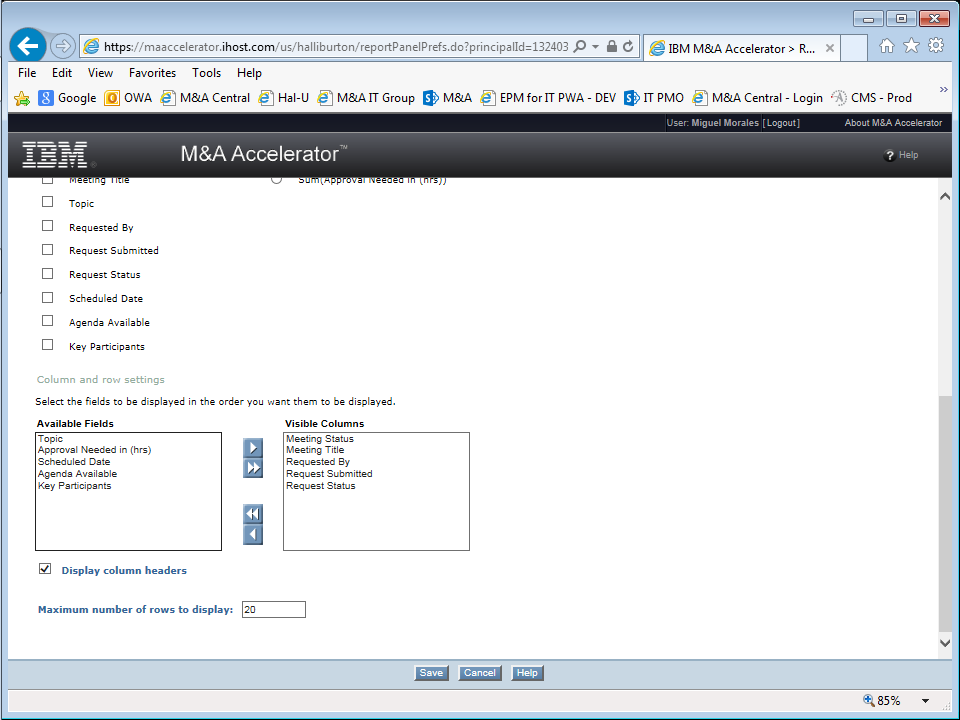 https://maaccelerator.ihost.com/us/halliburton/reportPanelPrefs.do?principalId=132403
IBM M&A Accelerator > R...
File Edit View Favorites Tools Help
Google OWA M&A Central Hal-U M&A IT Group M&A EPM for IT PWA - DEV IT PMO M&A Central - Login CMS - Prod
User: Miguel Morales [Logout] About M&A Accelerator
IBM M&A Accelerator™ Help
Meeting Title Sum(Approval Needed in (hrs))
Topic
Requested By
Request Submitted
Request Status
Scheduled Date
Agenda Available
Key Participants
Column and row settings
Select the fields to be displayed in the order you want them to be displayed.
Available Fields Visible Columns
Topic Meeting Status
Approval Needed in (hrs) Meeting Title
Scheduled Date Requested By
Agenda Available Request Submitted
Key Participants Request Status
Display column headers
Maximum number of rows to display: 20
Save Cancel Help
85%